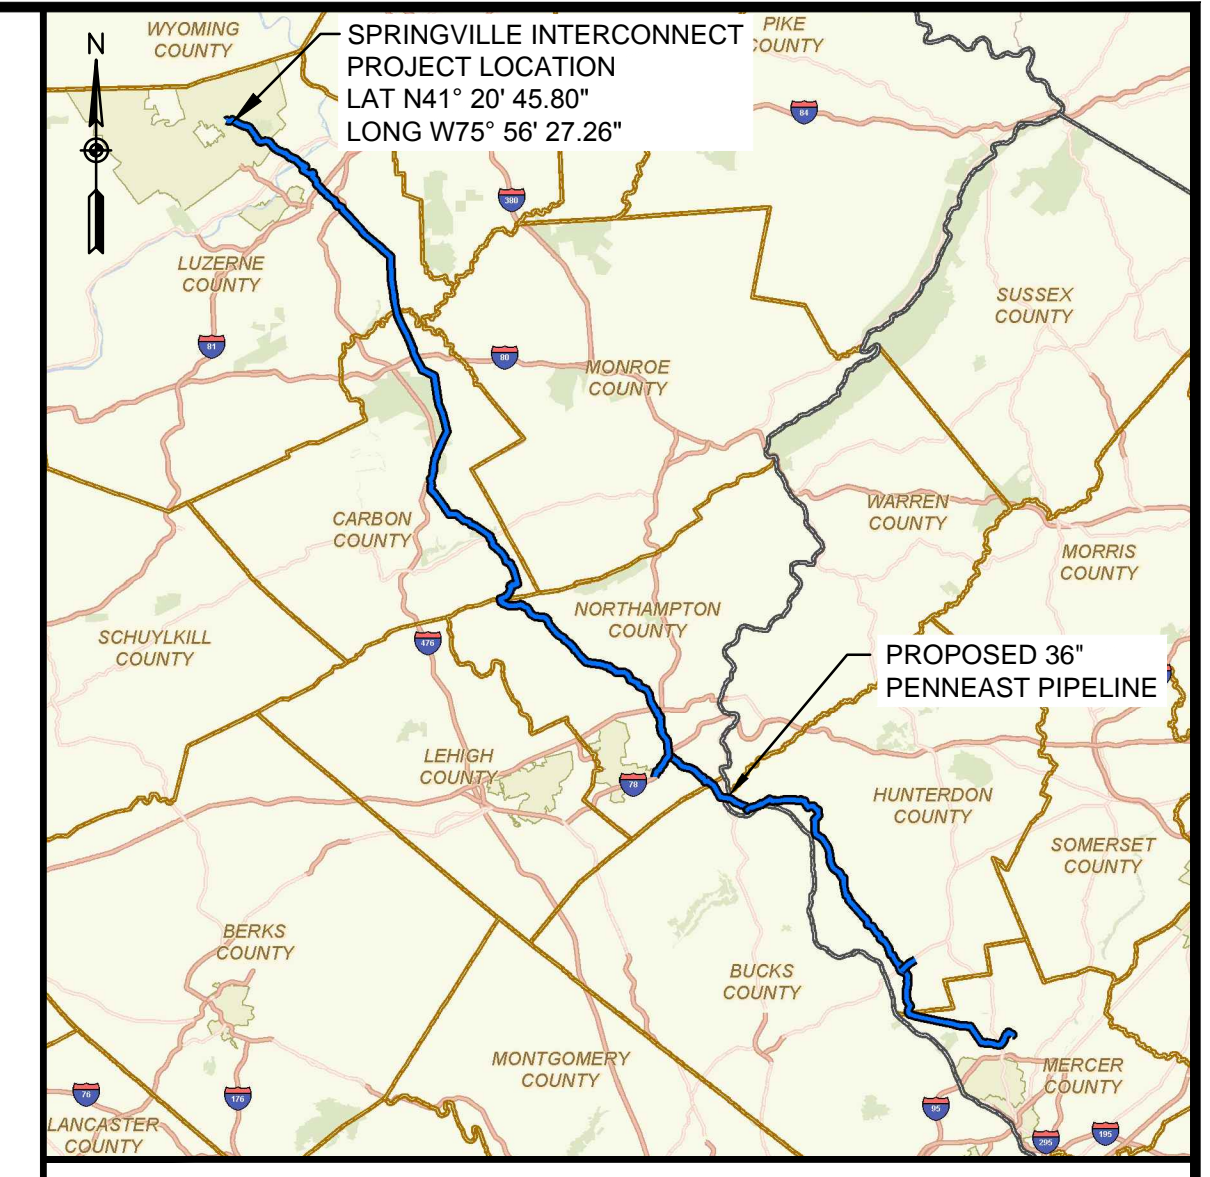 WYOMING
COUNTY
N
SPRINGVILLE INTERCONNECT
PROJECT LOCATION
LAT N41° 20' 45.80"
LONG W75° 56' 27.26"
PIKE
COUNTY
84
380
LUZERNE
COUNTY
SUSSEX
COUNTY
81
80
MONROE
COUNTY
CARBON
COUNTY
WARREN
COUNTY
MORRIS
COUNTY
SCHUYLKILL
COUNTY
NORTHAMPTON
COUNTY
476
PROPOSED 36"
PENNEAST PIPELINE
LEHIGH
COUNTY
78
HUNTERDON
COUNTY
SOMERSET
COUNTY
BERKS
COUNTY
BUCKS
COUNTY
MONTGOMERY
COUNTY
MERCER
COUNTY
76
176
95
195
295
LANCASTER
COUNTY